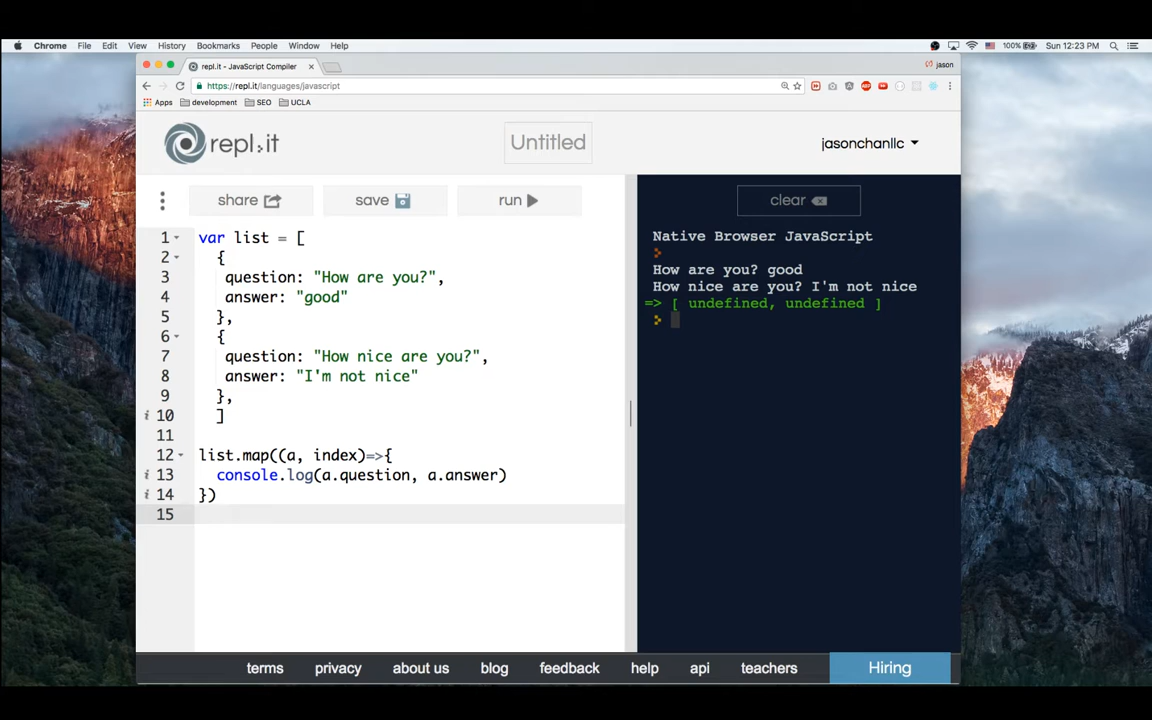 Chrome File Edit View History Bookmarks People Window Help 100% Sun 12:23 PM
repl.it - JavaScript Compiler jason
https://repl.it/languages/javascript
Apps development SEO UCLA
repl.it Untitled jasonchanllc
share save run clear
1 var list = [
2 {
3 question: "How are you?",
4 answer: "good"
5 },
6 {
7 question: "How nice are you?",
8 answer: "I'm not nice"
9 },
10 ]
11
12 list.map((a, index)=>{
13 console.log(a.question, a.answer)
14 })
15
Native Browser JavaScript
How are you? good
How nice are you? I'm not nice
=> [ undefined, undefined ]
terms privacy about us blog feedback help api teachers Hiring